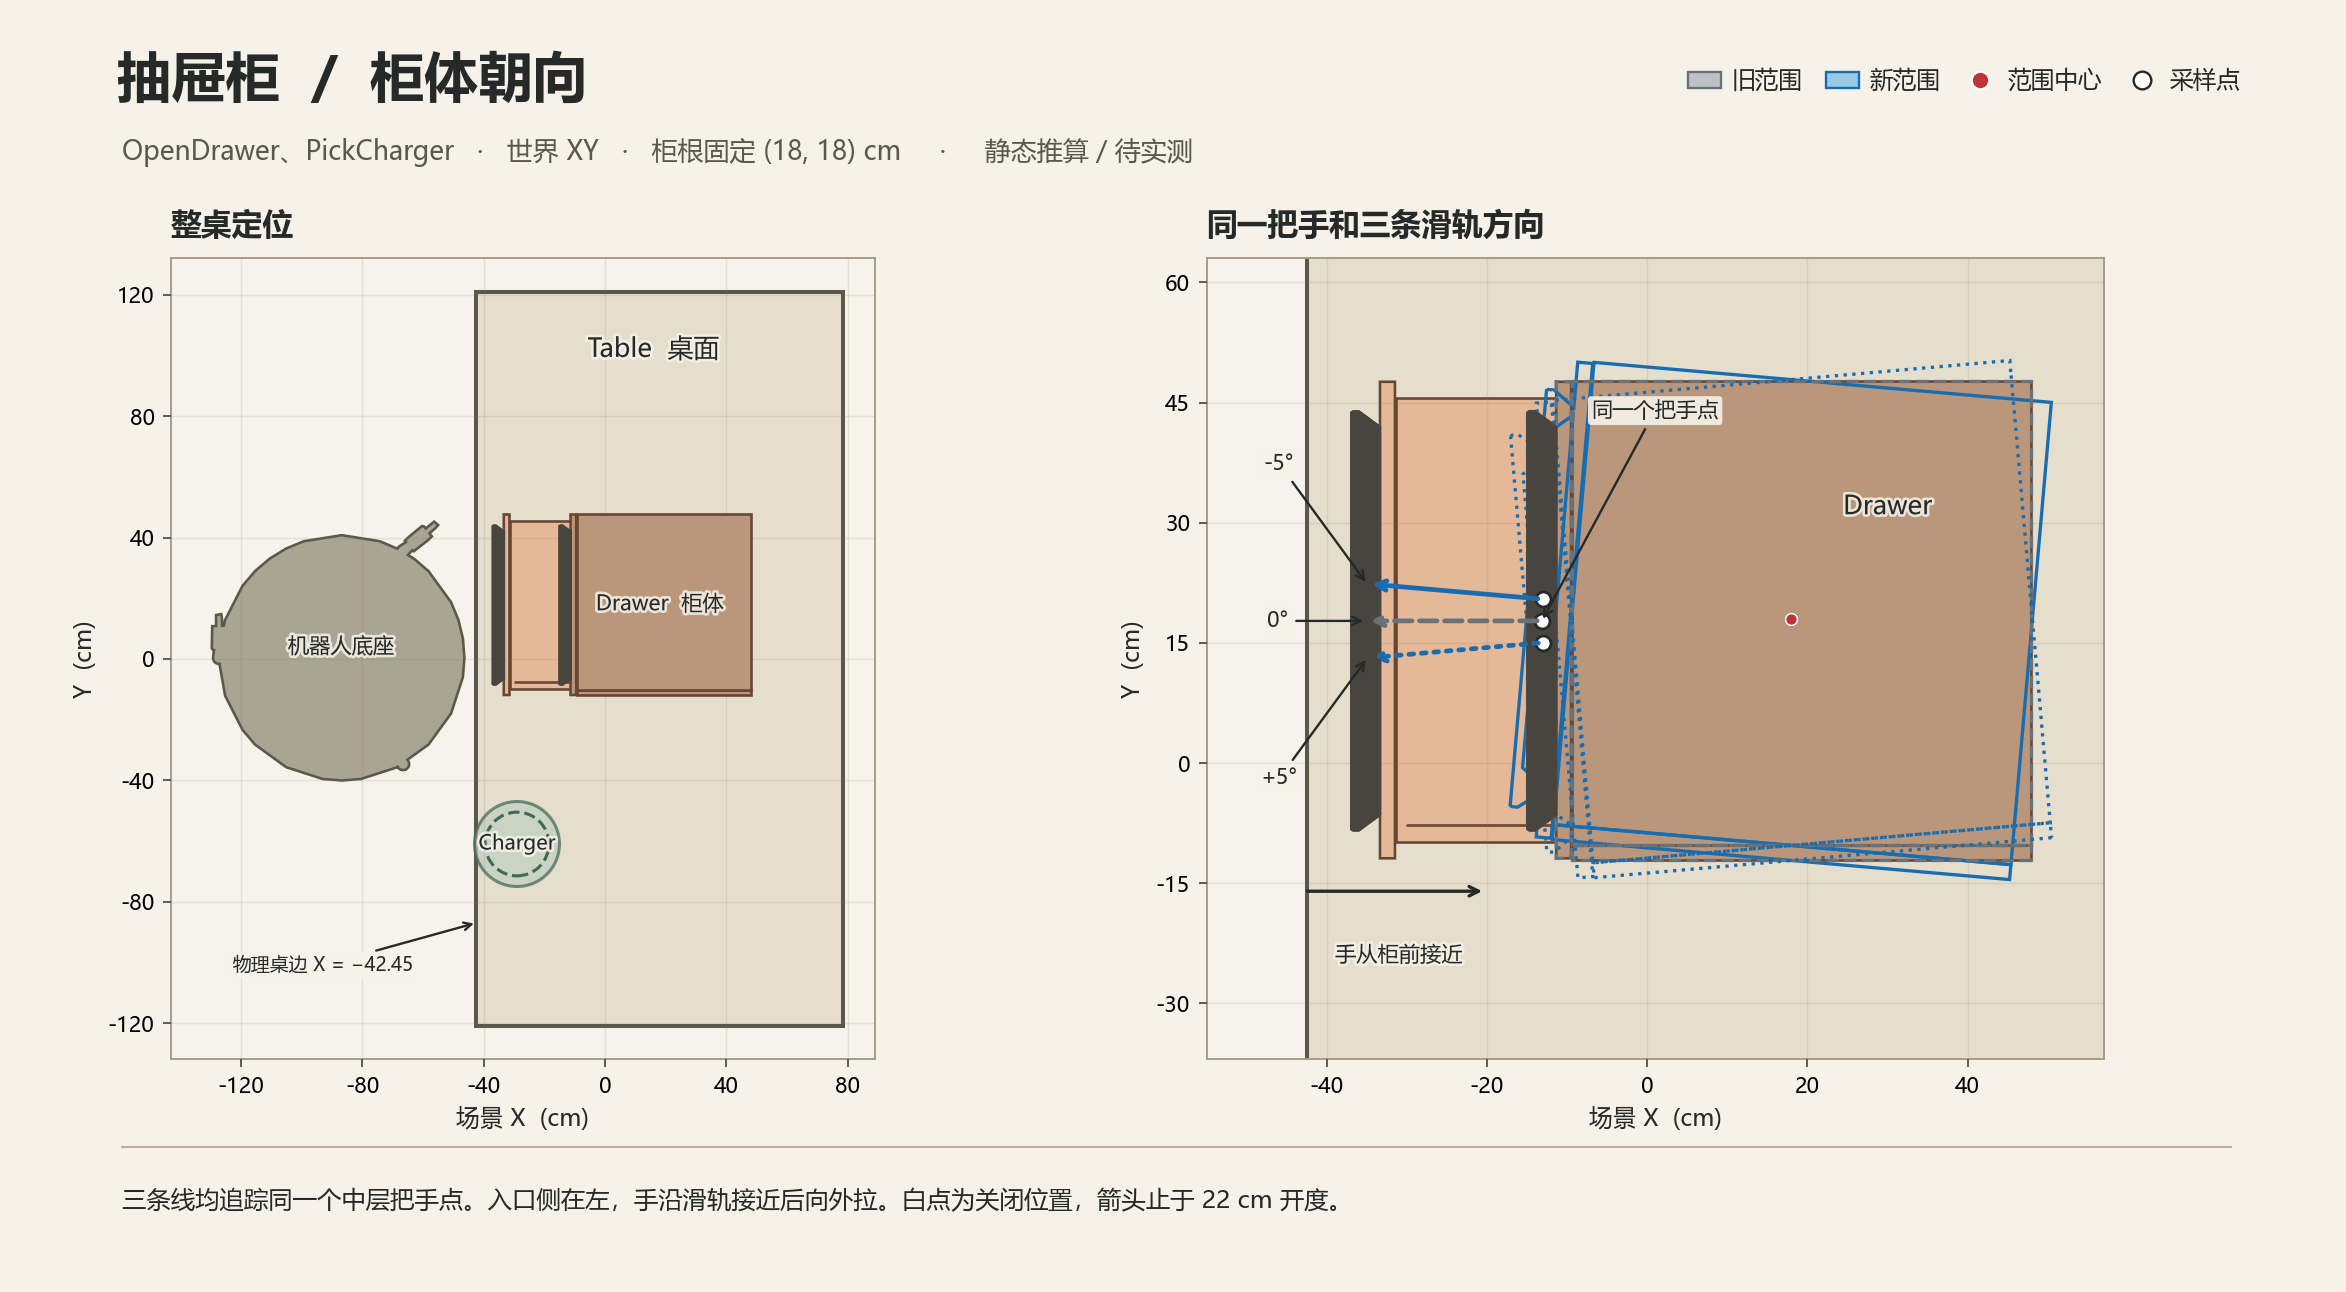 抽屉柜 / 柜体朝向
旧范围 新范围 范围中心 采样点
OpenDrawer、PickCharger · 世界 XY · 柜根固定 (18, 18) cm · 静态推算 / 待实测
整桌定位
Y (cm)
120
80
40
0
-40
-80
-120
Table 桌面
机器人底座
Drawer 柜体
Charger
物理桌边 X = −42.45
-120 -80 -40 0 40 80
场景 X (cm)
同一把手和三条滑轨方向
Y (cm)
60
45
30
15
0
-15
-30
同一个把手点
-5°
0°
+5°
Drawer
手从柜前接近
-40 -20 0 20 40
场景 X (cm)
三条线均追踪同一个中层把手点。入口侧在左，手沿滑轨接近后向外拉。白点为关闭位置，箭头止于 22 cm 开度。